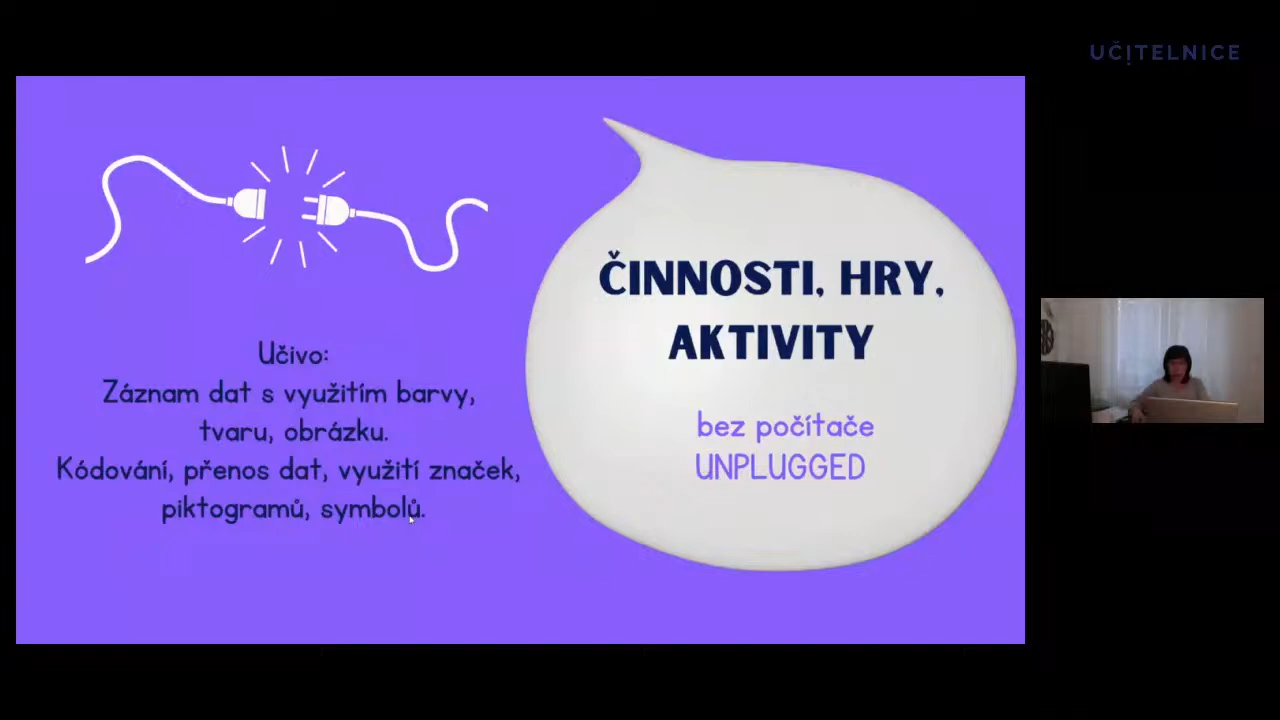 UČITELNICE
ČINNOSTI, HRY,
AKTIVITY
bez počítače
UNPLUGGED
Učivo:
Záznam dat s využitím barvy,
tvaru, obrázku.
Kódování, přenos dat, využití značek,
piktogramů, symbolů.